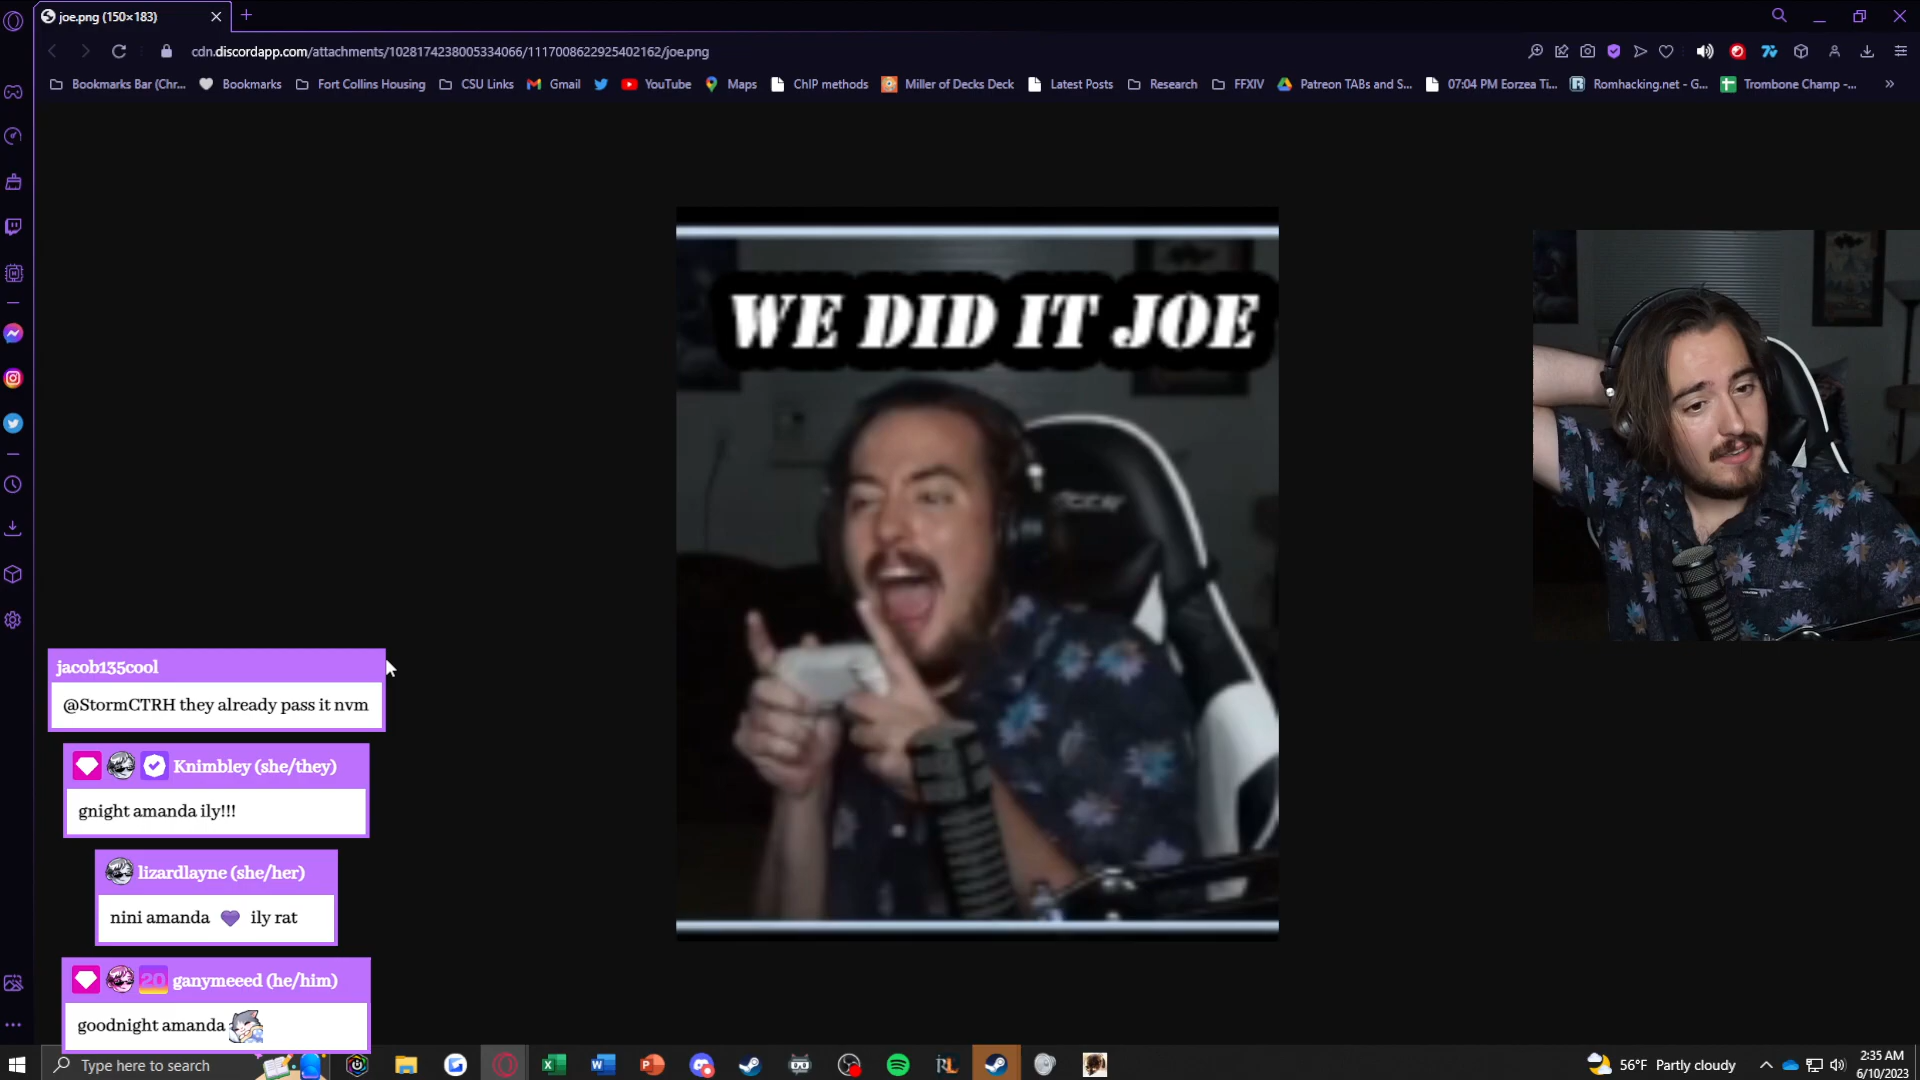 joe.png (150×183)
cdn.discordapp.com/attachments/1028174238005334066/1117008622925402162/joe.png
Bookmarks Bar (Chr... Bookmarks Fort Collins Housing CSU Links Gmail YouTube Maps ChIP methods Miller of Decks Deck Latest Posts Research FFXIV Patreon TABs and S... 07:04 PM Eorzea Ti... Romhacking.net - G... Trombone Champ -...
WE DID IT JOE
jacob135cool
@StormCTRH they already pass it nvm
Knimbley (she/they)
gnight amanda ily!!!
lizardlayne (she/her)
nini amanda 💜 ily rat
20 ganymeeed (he/him)
goodnight amanda
Type here to search
56°F Partly cloudy
2:35 AM
6/10/2023